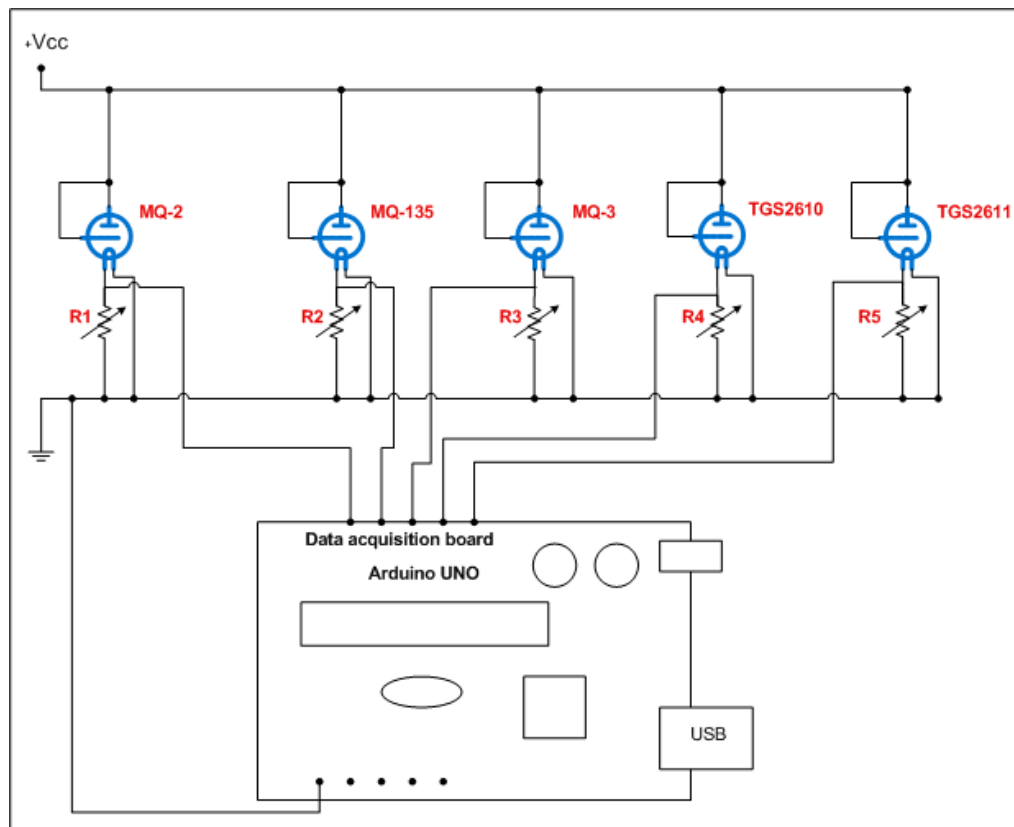 +Vcc
MQ-2
MQ-135
MQ-3
TGS2610
TGS2611
R1
R2
R3
R4
R5
Data acquisition board
Arduino UNO
USB